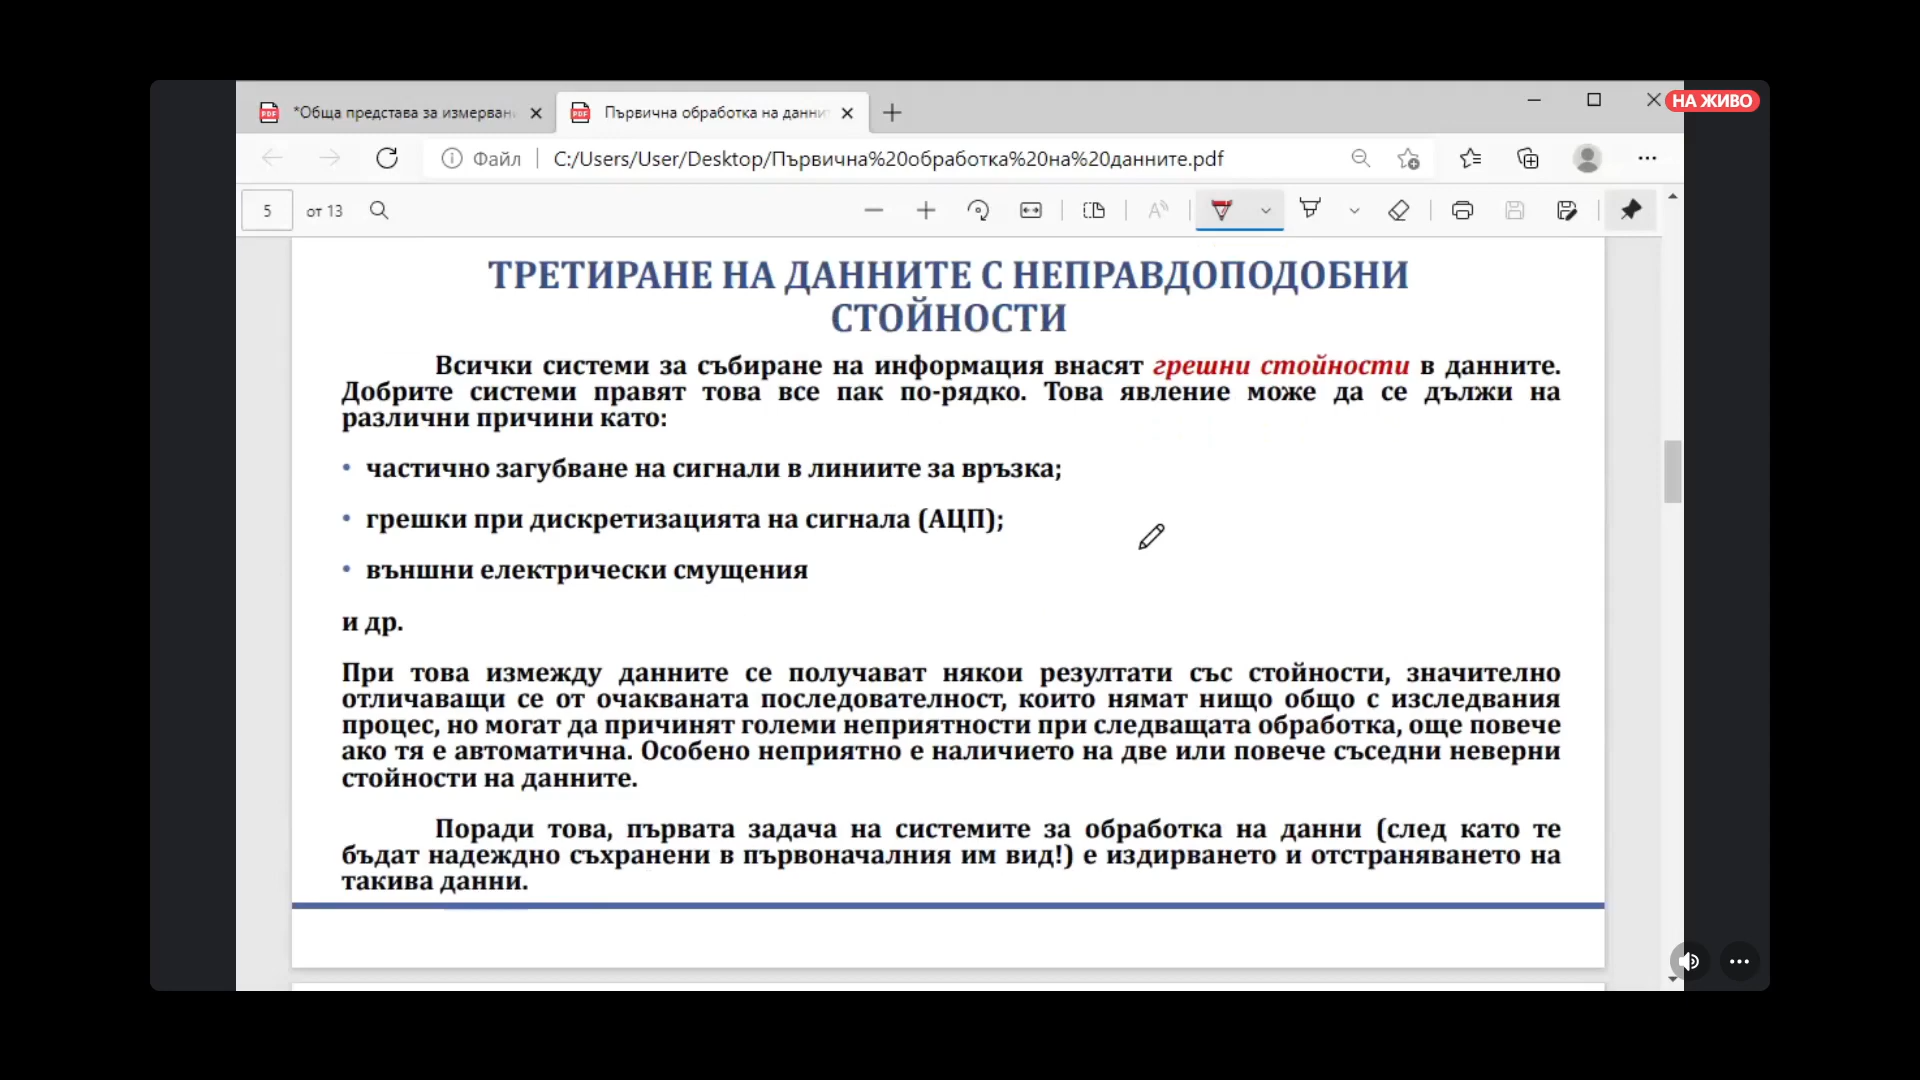 *Обща представа за измерван
Първична обработка на данни
НА ЖИВО
Файл
C:/Users/User/Desktop/Първична%20обработка%20на%20данните.pdf
5
от 13
ТРЕТИРАНЕ НА ДАННИТЕ С НЕПРАВДОПОДОБНИ
СТОЙНОСТИ
Всички системи за събиране на информация внасят грешни стойности в данните.
Добрите системи правят това все пак по-рядко. Това явление може да се дължи на
различни причини като:
• частично загубване на сигнали в линиите за връзка;
• грешки при дискретизацията на сигнала (АЦП);
• външни електрически смущения
и др.
При това измежду данните се получават някои резултати със стойности, значително
отличаващи се от очакваната последователност, които нямат нищо общо с изследвания
процес, но могат да причинят големи неприятности при следващата обработка, още повече
ако тя е автоматична. Особено неприятно е наличието на две или повече съседни неверни
стойности на данните.
Поради това, първата задача на системите за обработка на данни (след като те
бъдат надеждно съхранени в първоначалния им вид!) е издирването и отстраняването на
такива данни.